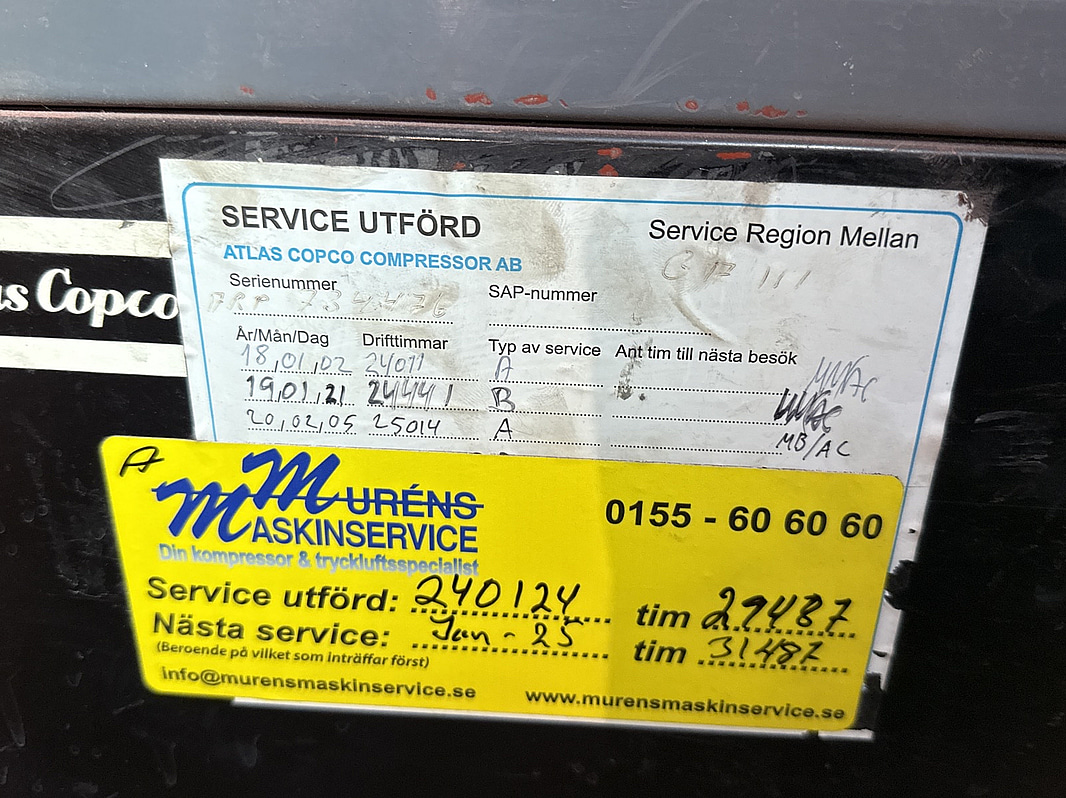 as Copco
SERVICE UTFÖRD
Service Region Mellan
ATLAS COPCO COMPRESSOR AB
Serienummer
SAP-nummer
År/Mån/Dag Drifttimmar Typ av service Ant tim till nästa besök
18,01,02 24071 A
19,01,21 24441 B
20,02,05 25014 A MB/AC
A
MURÉNS
MASKINSERVICE
Din kompressor & tryckluftsspecialist
0155 - 60 60 60
Service utförd: 240124 tim 29487
Nästa service: Jan-25 tim 31487
(Beroende på vilket som inträffar först)
info@murensmaskinservice.se
www.murensmaskinservice.se